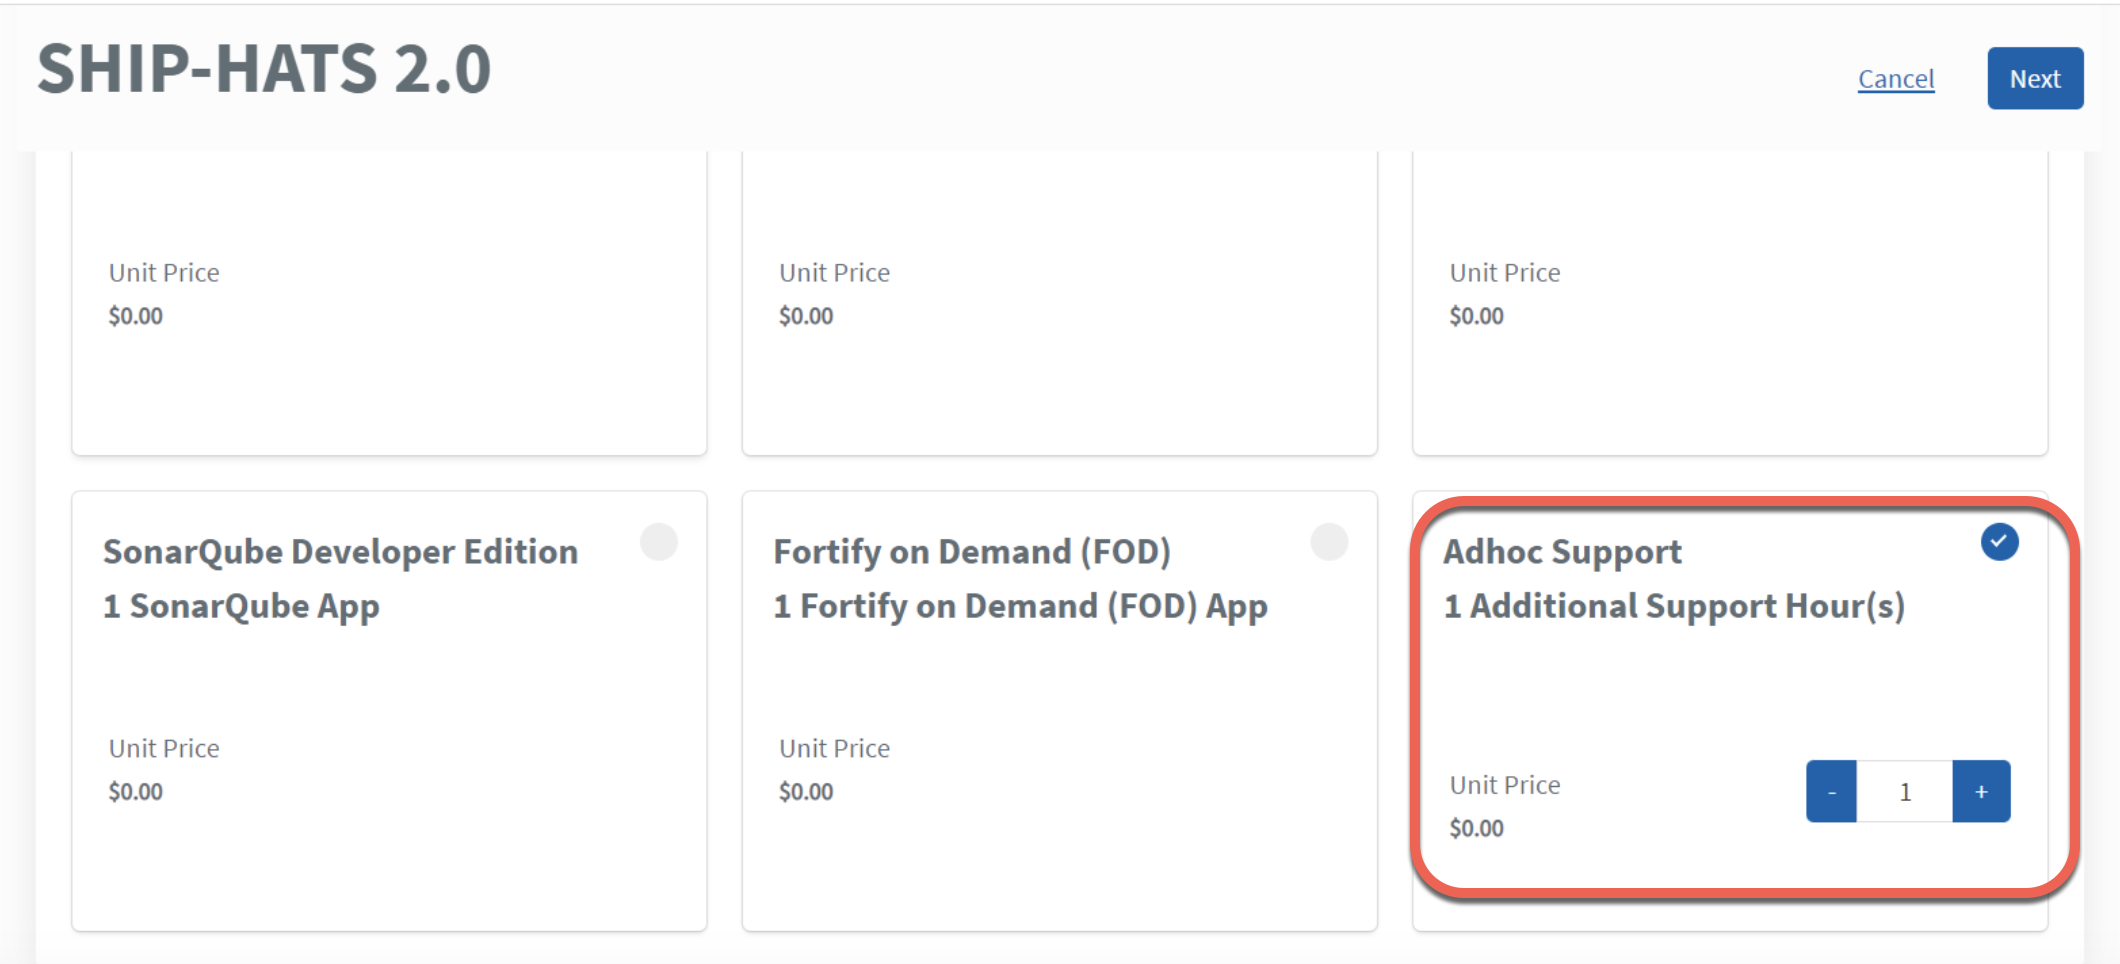 SHIP-HATS 2.0
Cancel
Next
Unit Price
$0.00
Unit Price
$0.00
Unit Price
$0.00
SonarQube Developer Edition
1 SonarQube App
Unit Price
$0.00
Fortify on Demand (FOD)
1 Fortify on Demand (FOD) App
Unit Price
$0.00
Adhoc Support
1 Additional Support Hour(s)
Unit Price
$0.00
- 1 +